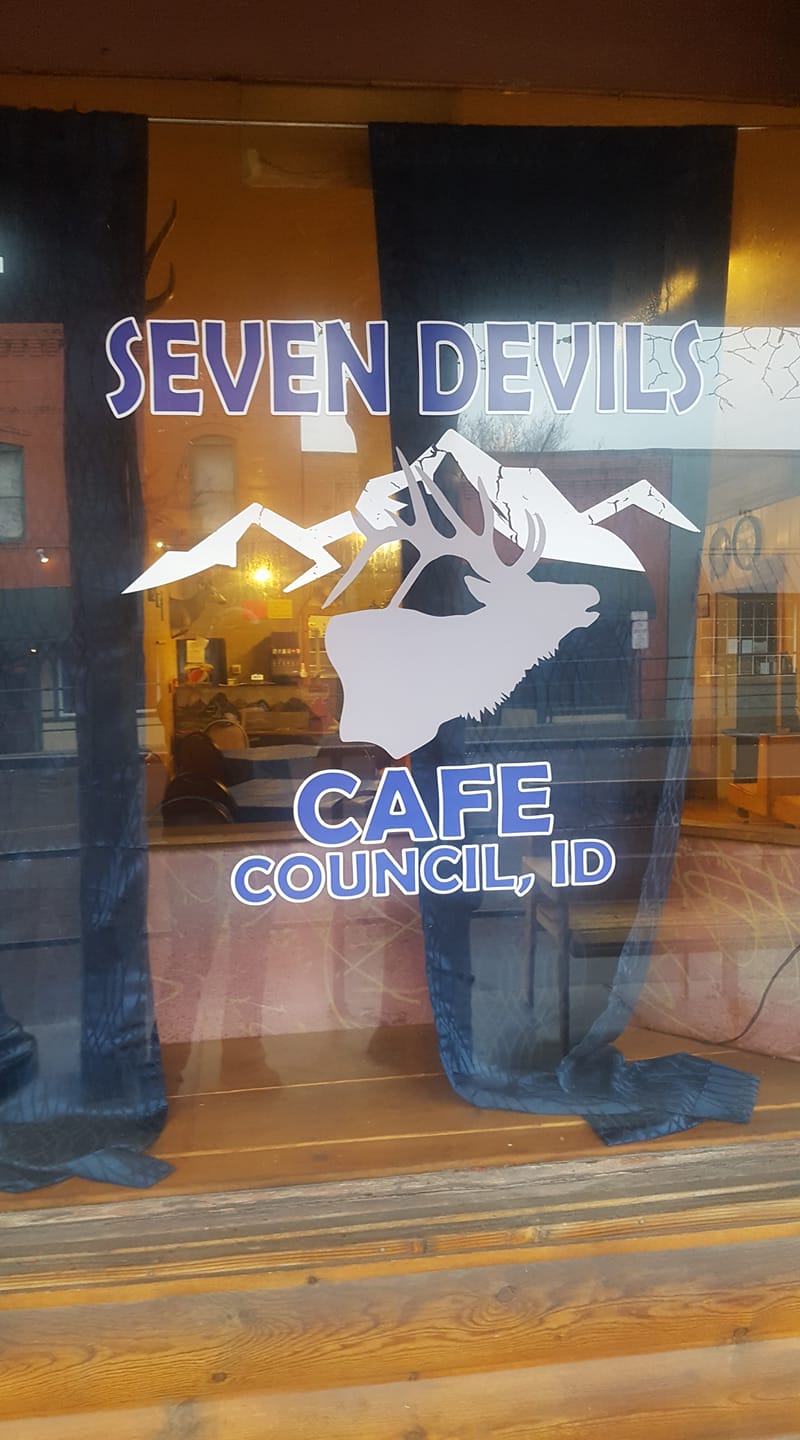 SEVEN DEVILS
CAFE
COUNCIL, ID